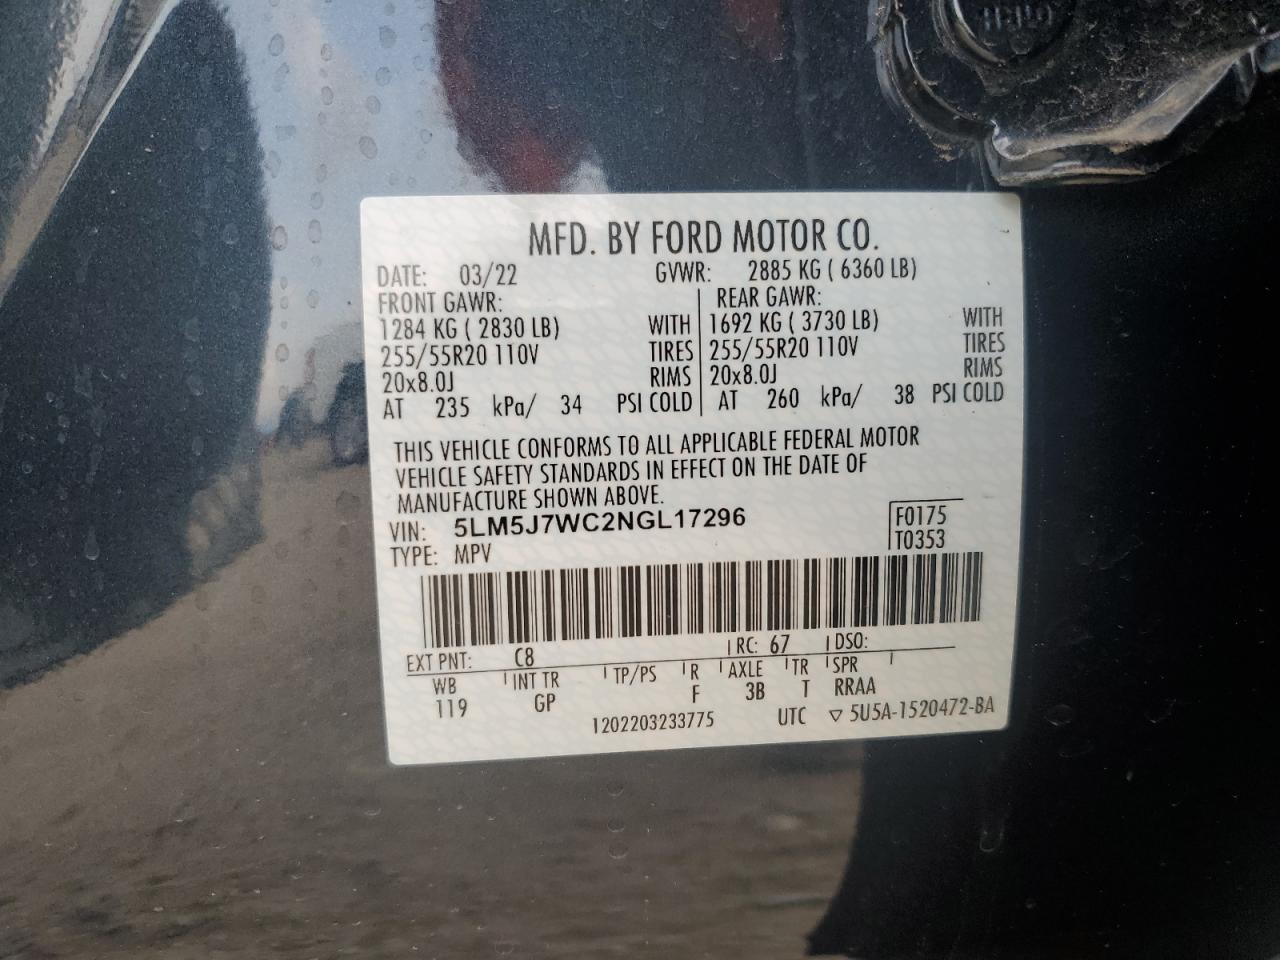 MFD. BY FORD MOTOR CO.
DATE: 03/22 GVWR: 2885 KG ( 6360 LB)
FRONT GAWR: REAR GAWR:
1284 KG ( 2830 LB) WITH 1692 KG ( 3730 LB) WITH
255/55R20 110V TIRES 255/55R20 110V TIRES
20x8.0J RIMS 20x8.0J RIMS
AT 235 kPa/ 34 PSI COLD AT 260 kPa/ 38 PSI COLD
THIS VEHICLE CONFORMS TO ALL APPLICABLE FEDERAL MOTOR
VEHICLE SAFETY STANDARDS IN EFFECT ON THE DATE OF
MANUFACTURE SHOWN ABOVE.
VIN: 5LM5J7WC2NGL17296 F0175
TYPE: MPV T0353
EXT PNT: C8 RC: 67 DSO:
WB INT TR TP/PS R AXLE TR SPR
119 GP F 3B T RRAA
1202203233775 UTC ▽ 5U5A-1520472-BA